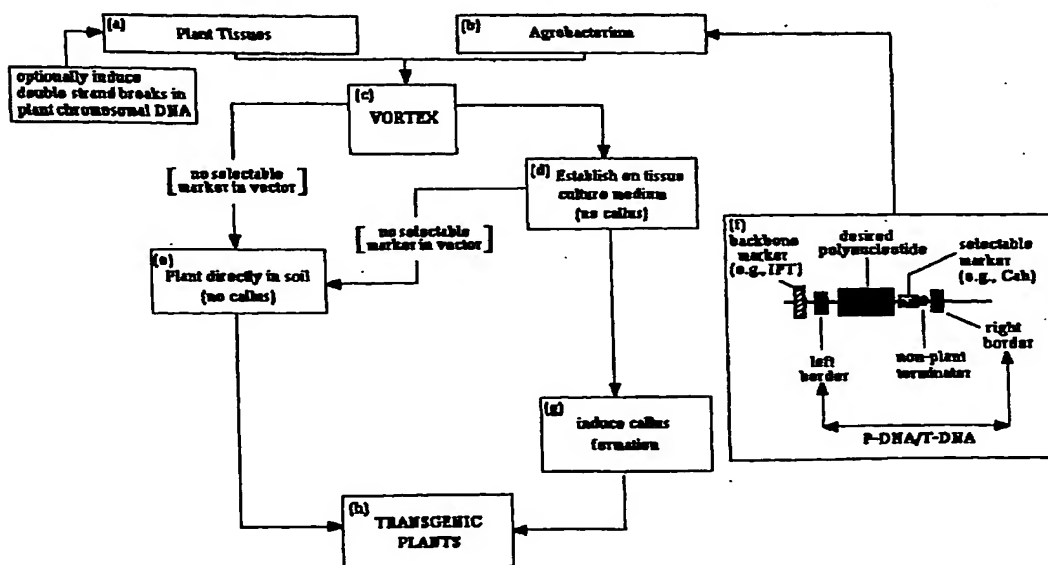 (a)
Plant Tissues
(b)
Agrobacterium
optionally induce
double strand breaks in
plant chromosomal DNA
(c)
VORTEX
[no selectable
marker in vector]
(d)
Establish on tissue
culture medium
(no callus)
[no selectable
marker in vector]
(e)
Plant directly in soil
(no callus)
(f)
backbone
marker
(e.g., IPT)
desired
polynucleotide
selectable
marker
(e.g., Cah)
left
border
non-plant
terminator
right
border
P-DNA/T-DNA
(g)
induce callus
formation
(h)
TRANSGENIC
PLANTS